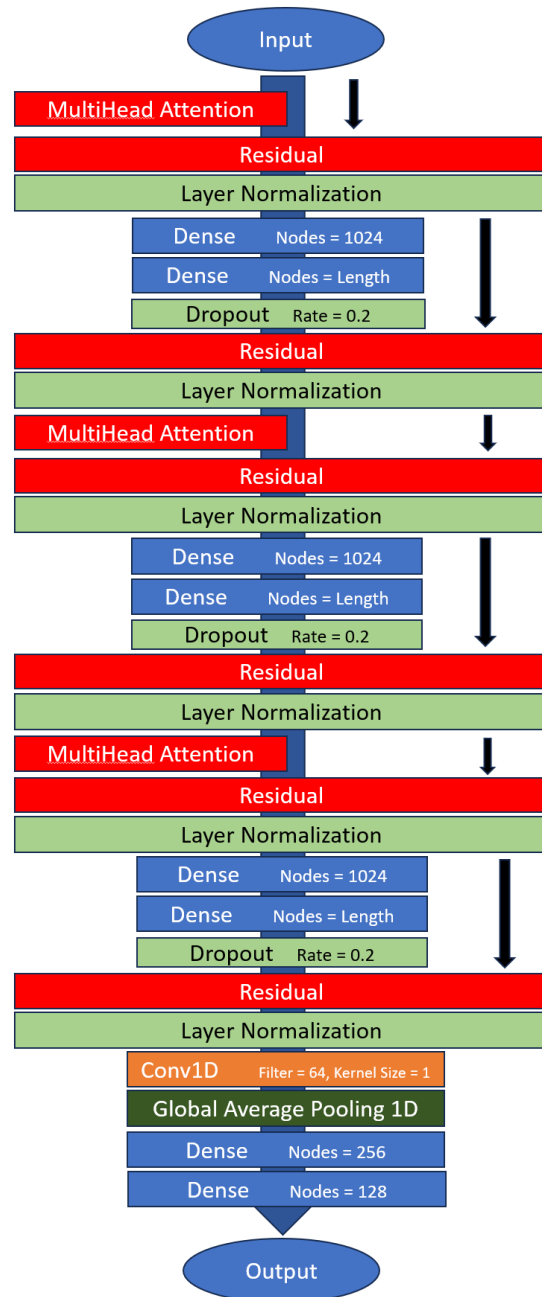 Input
MultiHead Attention
Residual
Layer Normalization
Dense Nodes = 1024
Dense Nodes = Length
Dropout Rate = 0.2
Residual
Layer Normalization
MultiHead Attention
Residual
Layer Normalization
Dense Nodes = 1024
Dense Nodes = Length
Dropout Rate = 0.2
Residual
Layer Normalization
MultiHead Attention
Residual
Layer Normalization
Dense Nodes = 1024
Dense Nodes = Length
Dropout Rate = 0.2
Residual
Layer Normalization
Conv1D Filter = 64, Kernel Size = 1
Global Average Pooling 1D
Dense Nodes = 256
Dense Nodes = 128
Output